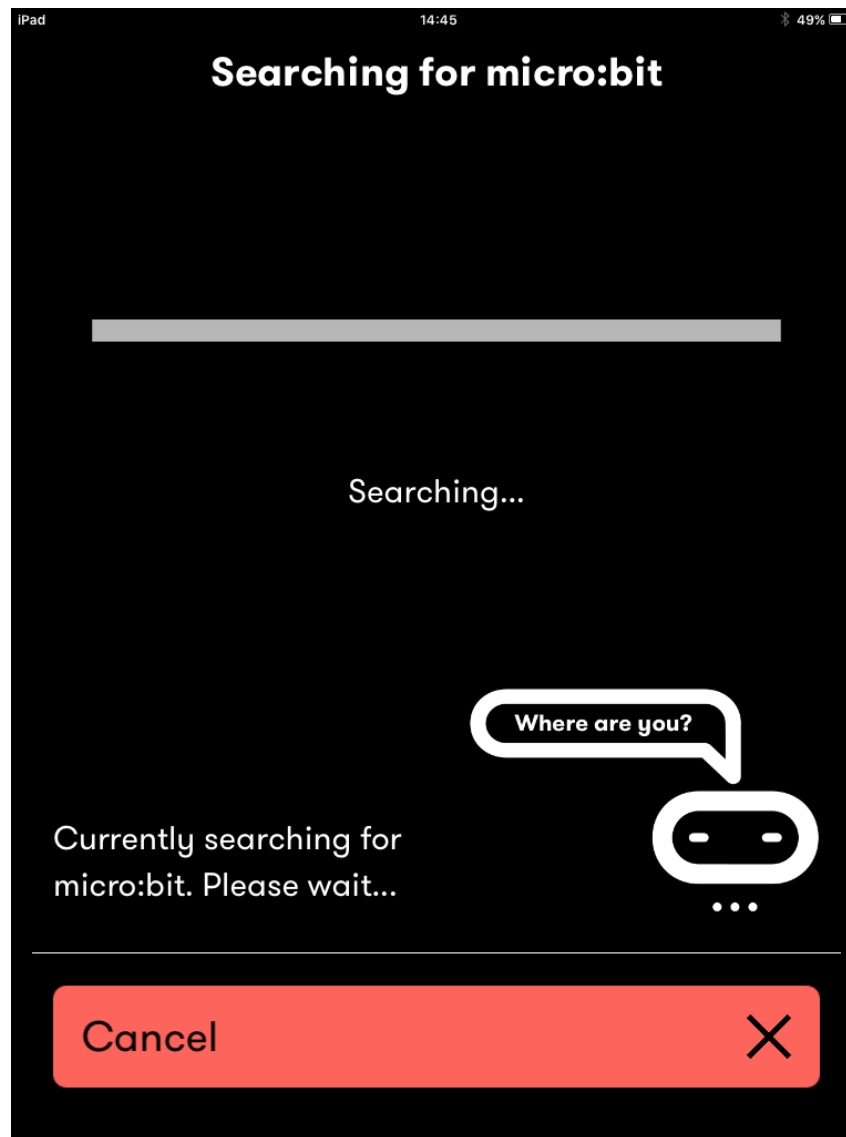 iPad 14:45 49%
Searching for micro:bit
Searching...
Where are you?
Currently searching for
micro:bit. Please wait...
Cancel